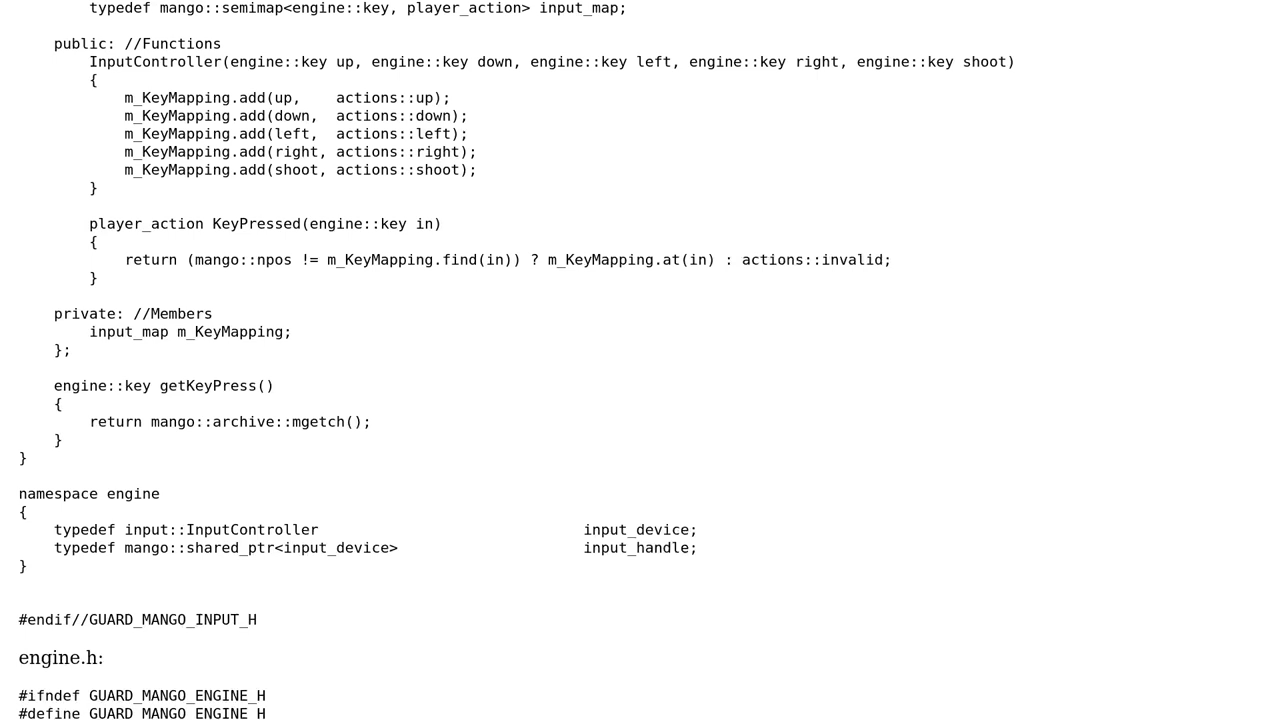 typedef mango::semimap<engine::key, player_action> input_map;

    public: //Functions
        InputController(engine::key up, engine::key down, engine::key left, engine::key right, engine::key shoot)
        {
            m_KeyMapping.add(up,    actions::up);
            m_KeyMapping.add(down,  actions::down);
            m_KeyMapping.add(left,  actions::left);
            m_KeyMapping.add(right, actions::right);
            m_KeyMapping.add(shoot, actions::shoot);
        }

        player_action KeyPressed(engine::key in)
        {
            return (mango::npos != m_KeyMapping.find(in)) ? m_KeyMapping.at(in) : actions::invalid;
        }

    private: //Members
        input_map m_KeyMapping;
    };

    engine::key getKeyPress()
    {
        return mango::archive::mgetch();
    }
}

namespace engine
{
    typedef input::InputController                              input_device;
    typedef mango::shared_ptr<input_device>                     input_handle;
}


#endif//GUARD_MANGO_INPUT_H

engine.h:

#ifndef GUARD_MANGO_ENGINE_H
#define GUARD_MANGO_ENGINE_H